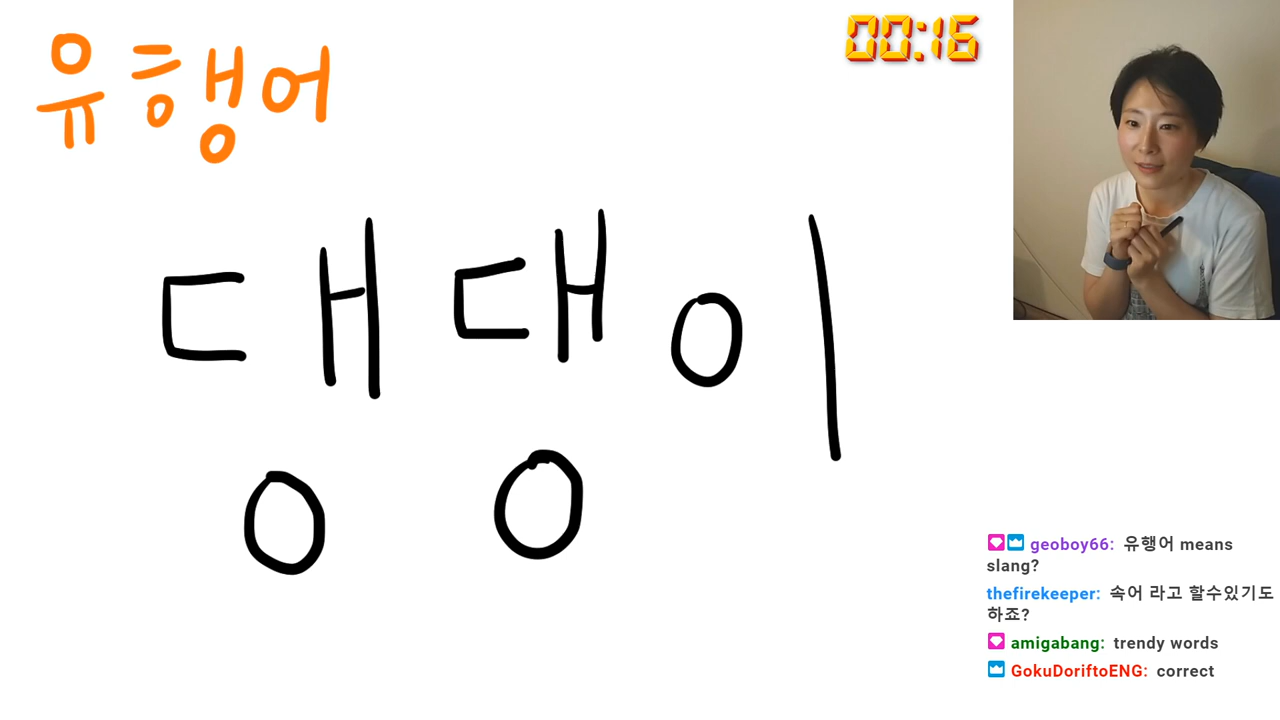 유행어
00:16
댕댕이
geoboy66: 유행어 means
slang?
thefirekeeper: 속어 라고 할수있기도
하죠?
amigabang: trendy words
GokuDoriftoENG: correct